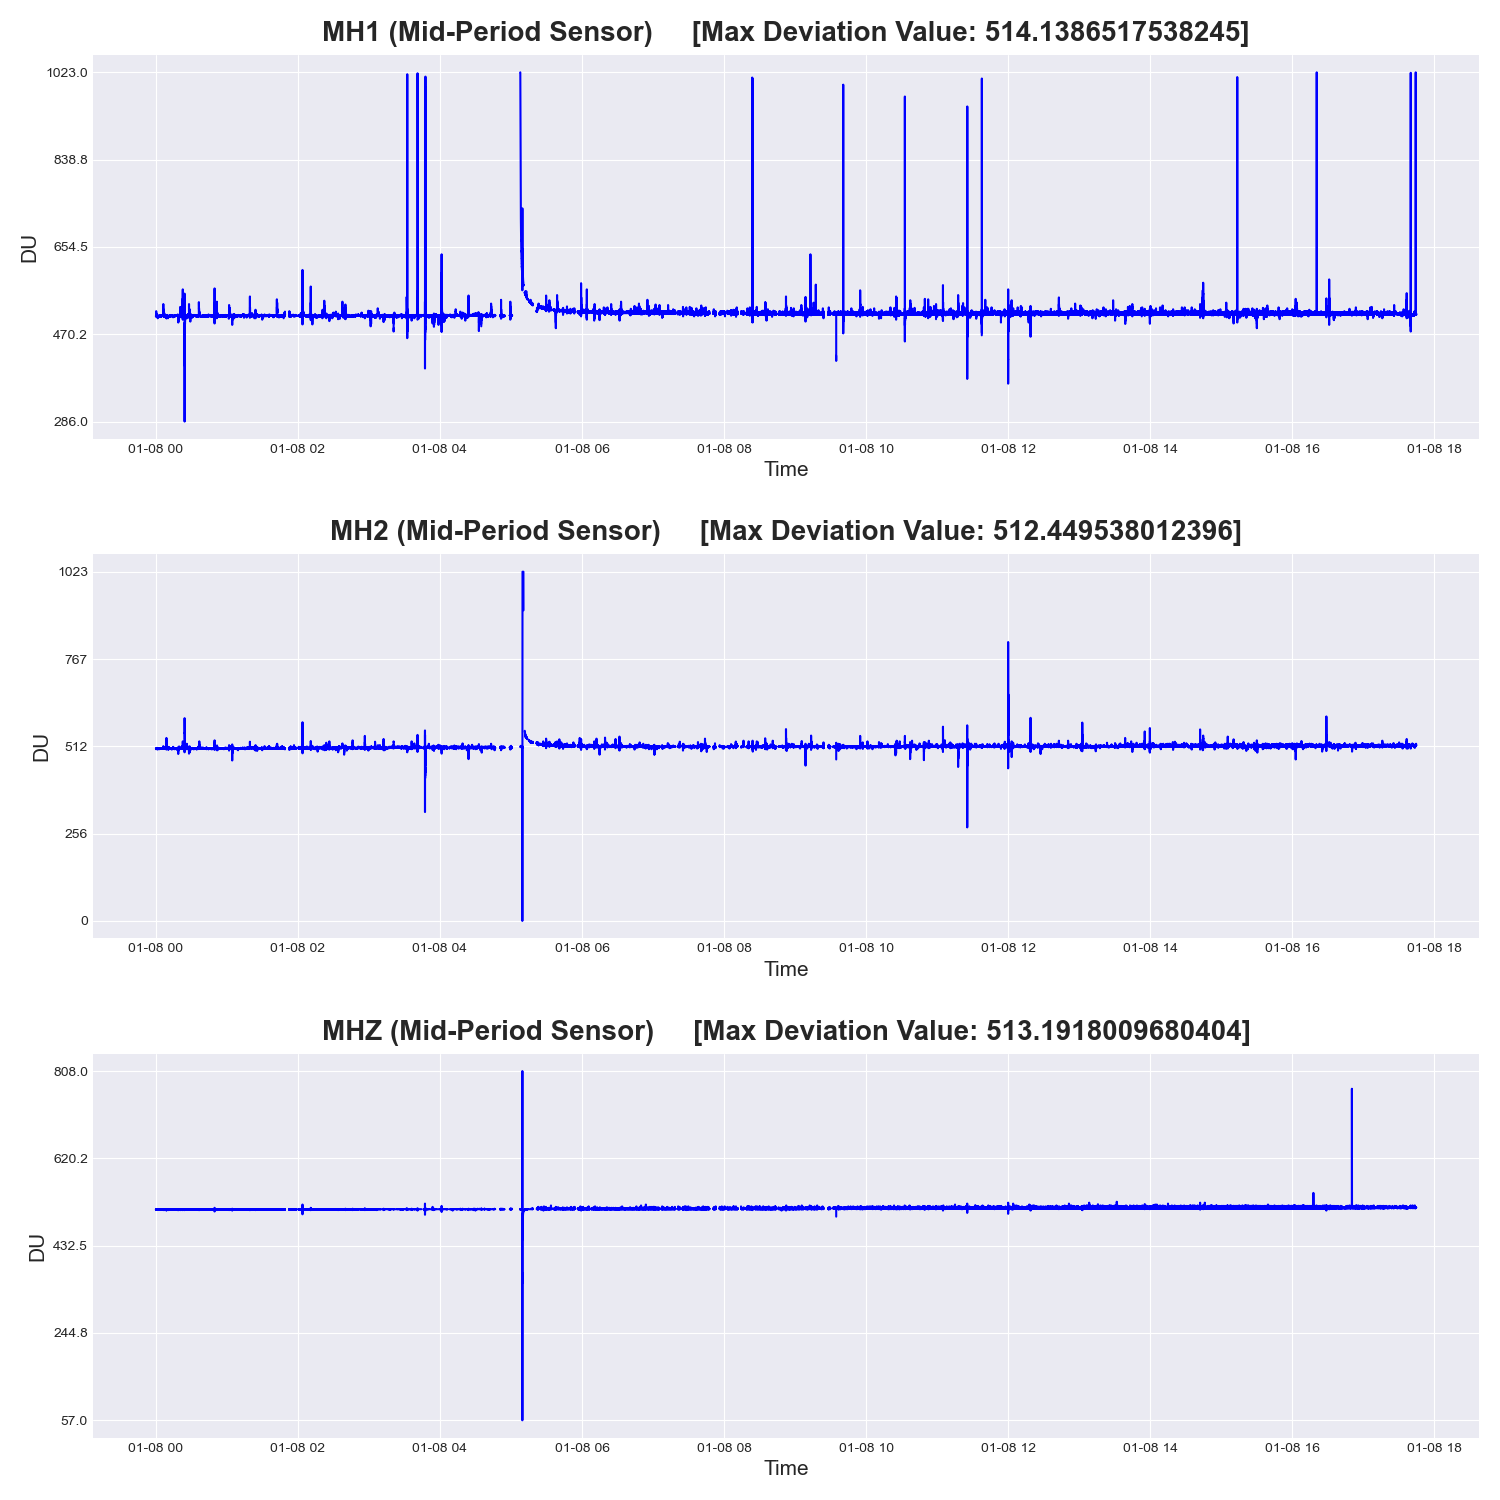 MH1 (Mid-Period Sensor) [Max Deviation Value: 514.1386517538245]
1023.0
838.8
654.5
470.2
286.0
DU
01-08 00 01-08 02 01-08 04 01-08 06 01-08 08 01-08 10 01-08 12 01-08 14 01-08 16 01-08 18
Time
MH2 (Mid-Period Sensor) [Max Deviation Value: 512.449538012396]
1023
767
512
256
0
DU
01-08 00 01-08 02 01-08 04 01-08 06 01-08 08 01-08 10 01-08 12 01-08 14 01-08 16 01-08 18
Time
MHZ (Mid-Period Sensor) [Max Deviation Value: 513.1918009680404]
808.0
620.2
432.5
244.8
57.0
DU
01-08 00 01-08 02 01-08 04 01-08 06 01-08 08 01-08 10 01-08 12 01-08 14 01-08 16 01-08 18
Time